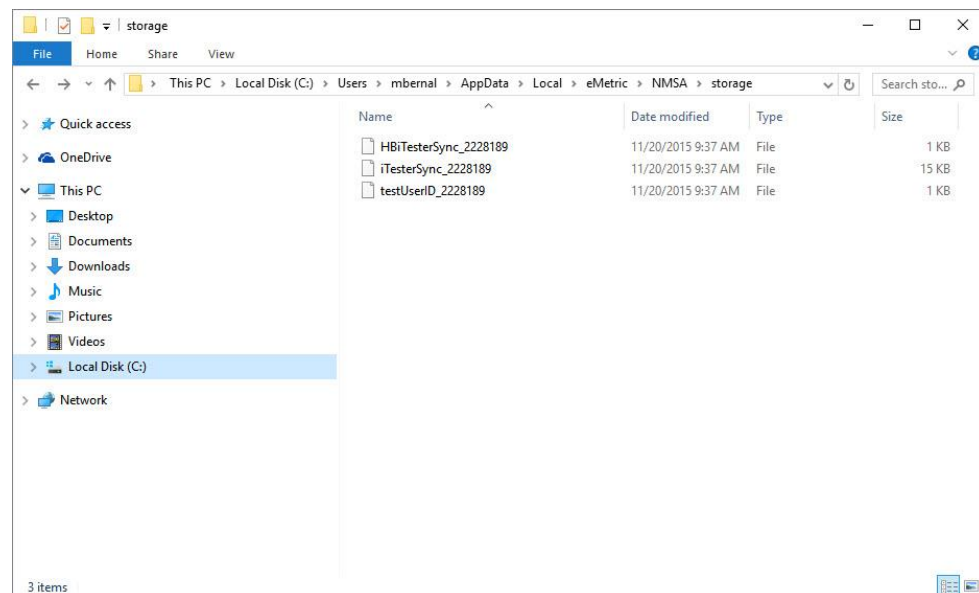 storage
File Home Share View
This PC > Local Disk (C:) > Users > mbernal > AppData > Local > eMetric > NMSA > storage
Search sto...
Quick access
OneDrive
This PC
Desktop
Documents
Downloads
Music
Pictures
Videos
Local Disk (C:)
Network
Name Date modified Type Size
HBiTesterSync_2228189 11/20/2015 9:37 AM File 1 KB
iTesterSync_2228189 11/20/2015 9:37 AM File 15 KB
testUserID_2228189 11/20/2015 9:37 AM File 1 KB
3 items